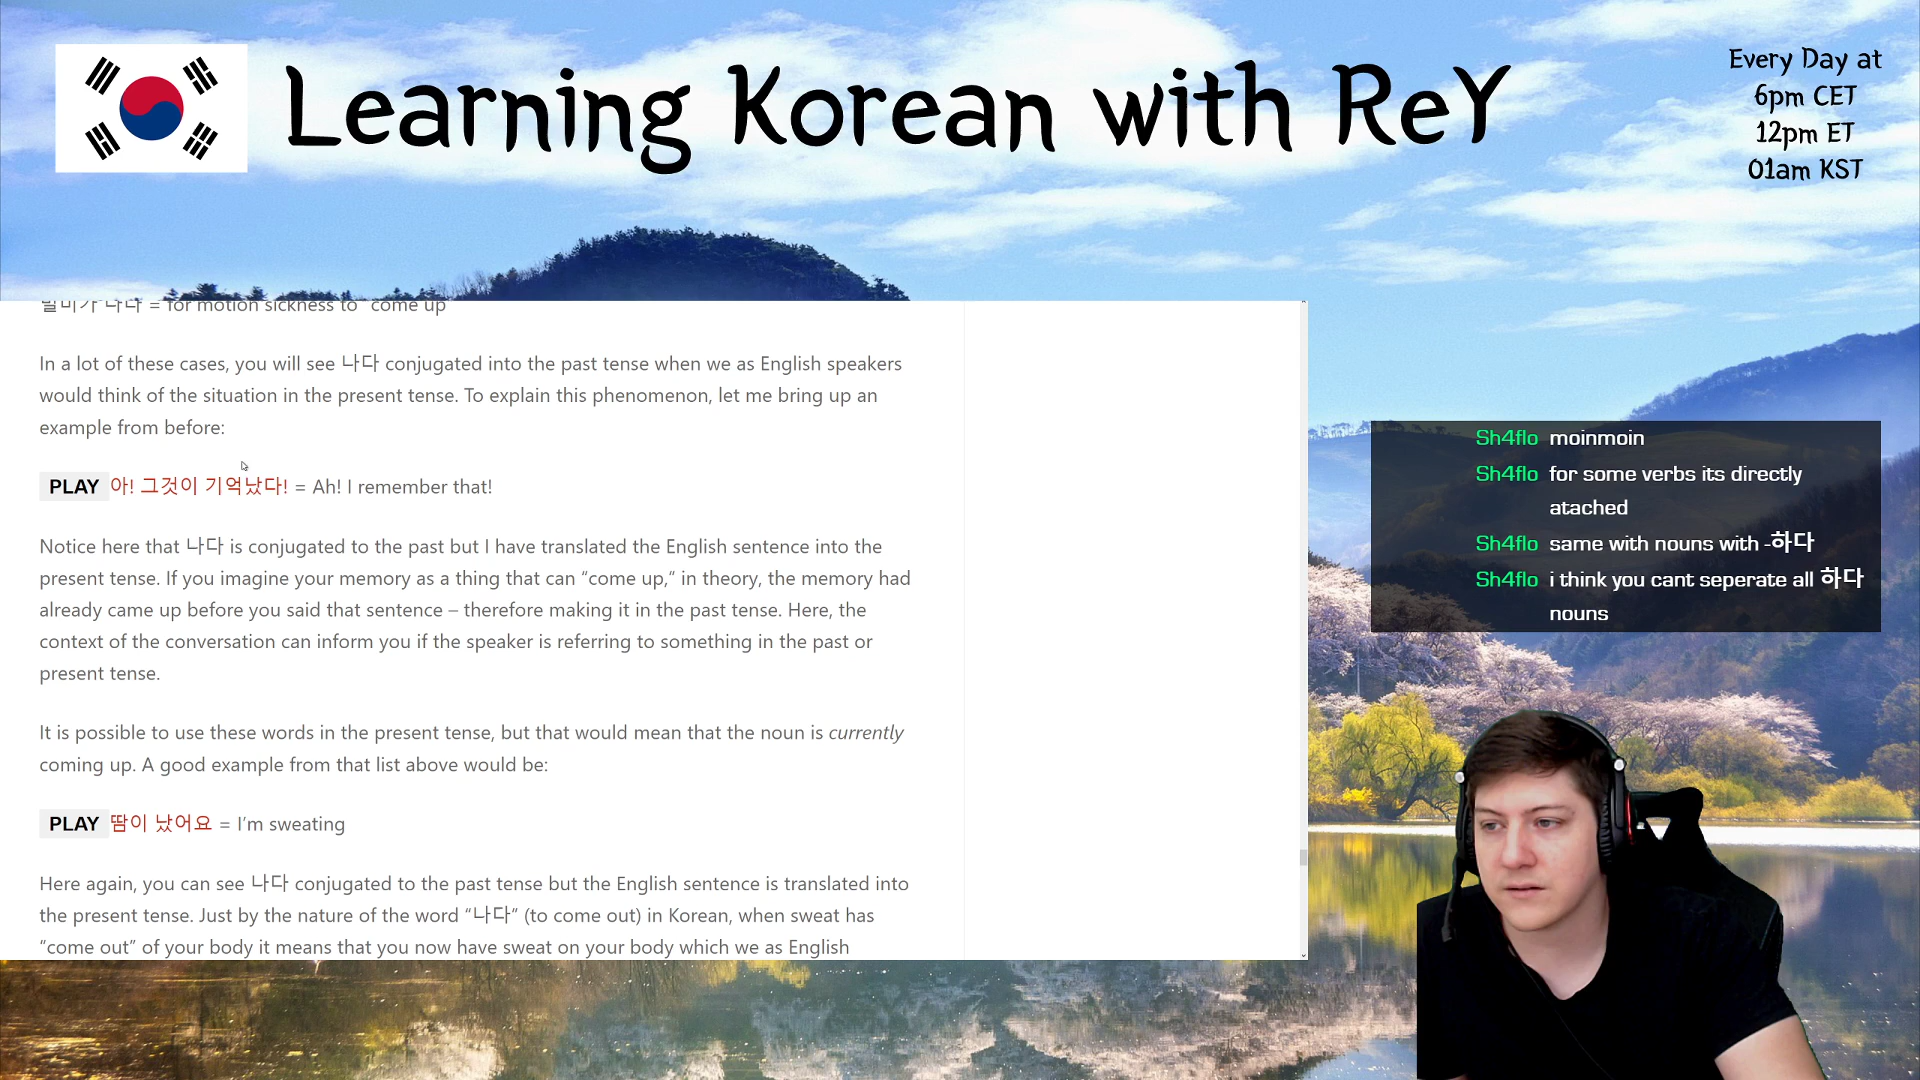 Learning Korean with ReY
Every Day at
6pm CET
12pm ET
01am KST
멀미가 나다 = for motion sickness to “come up”
In a lot of these cases, you will see 나다 conjugated into the past tense when we as English speakers
would think of the situation in the present tense. To explain this phenomenon, let me bring up an
example from before:
PLAY 아! 그것이 기억났다! = Ah! I remember that!
Notice here that 나다 is conjugated to the past but I have translated the English sentence into the
present tense. If you imagine your memory as a thing that can “come up,” in theory, the memory had
already came up before you said that sentence – therefore making it in the past tense. Here, the
context of the conversation can inform you if the speaker is referring to something in the past or
present tense.
It is possible to use these words in the present tense, but that would mean that the noun is currently
coming up. A good example from that list above would be:
PLAY 땀이 났어요 = I’m sweating
Here again, you can see 나다 conjugated to the past tense but the English sentence is translated into
the present tense. Just by the nature of the word “나다” (to come out) in Korean, when sweat has
“come out” of your body it means that you now have sweat on your body which we as English
Sh4flo moinmoin
Sh4flo for some verbs its directly
atached
Sh4flo same with nouns with -하다
Sh4flo i think you cant seperate all 하다
nouns